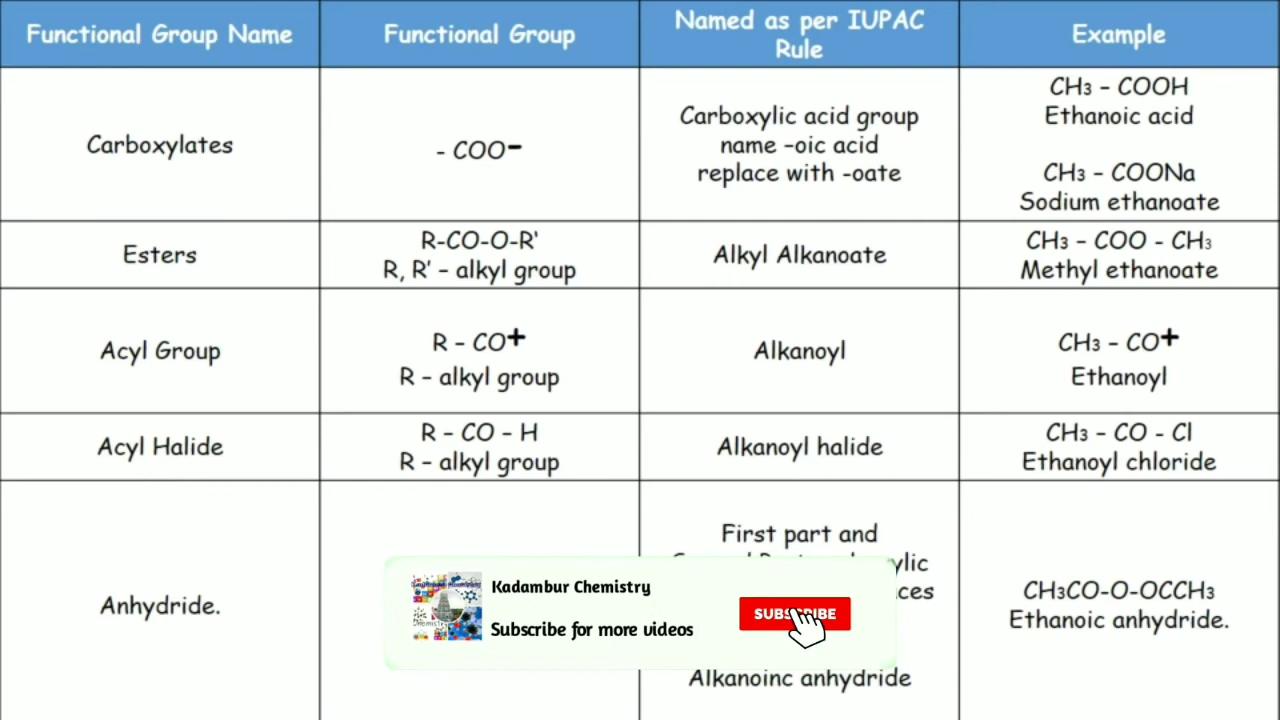 Functional Group Name
Functional Group
Named as per IUPAC
Rule
Example
Carboxylates
- COO⁻
Carboxylic acid group
name –oic acid
replace with -oate
CH₃ – COOH
Ethanoic acid
CH₃ – COONa
Sodium ethanoate
Esters
R-CO-O-R'
R, R' – alkyl group
Alkyl Alkanoate
CH₃ – COO - CH₃
Methyl ethanoate
Acyl Group
R – CO⁺
R – alkyl group
Alkanoyl
CH₃ – CO⁺
Ethanoyl
Acyl Halide
R – CO – H
R – alkyl group
Alkanoyl halide
CH₃ – CO - Cl
Ethanoyl chloride
Anhydride.
First part and
Alkanoinc anhydride
CH₃CO-O-OCCH₃
Ethanoic anhydride.
Kadambur Chemistry
Subscribe for more videos
SUBSCRIBE